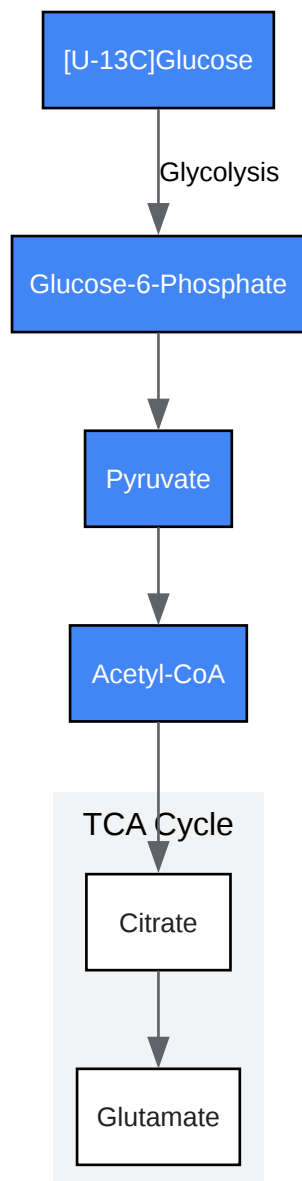 [U-13C]Glucose
Glycolysis
Glucose-6-Phosphate
Pyruvate
Acetyl-CoA
TCA Cycle
Citrate
Glutamate